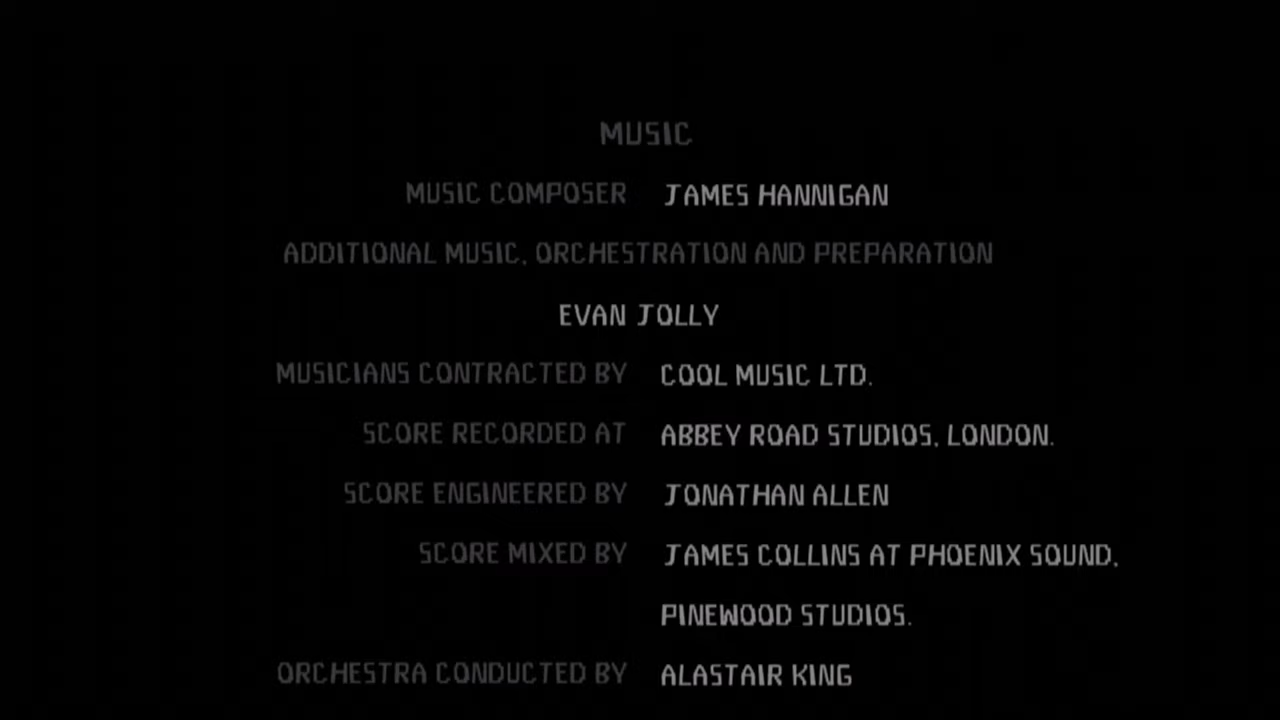 MUSIC
MUSIC COMPOSER JAMES HANNIGAN
ADDITIONAL MUSIC, ORCHESTRATION AND PREPARATION
EVAN JOLLY
MUSICIANS CONTRACTED BY COOL MUSIC LTD.
SCORE RECORDED AT ABBEY ROAD STUDIOS, LONDON.
SCORE ENGINEERED BY JONATHAN ALLEN
SCORE MIXED BY JAMES COLLINS AT PHOENIX SOUND,
PINEWOOD STUDIOS.
ORCHESTRA CONDUCTED BY ALASTAIR KING